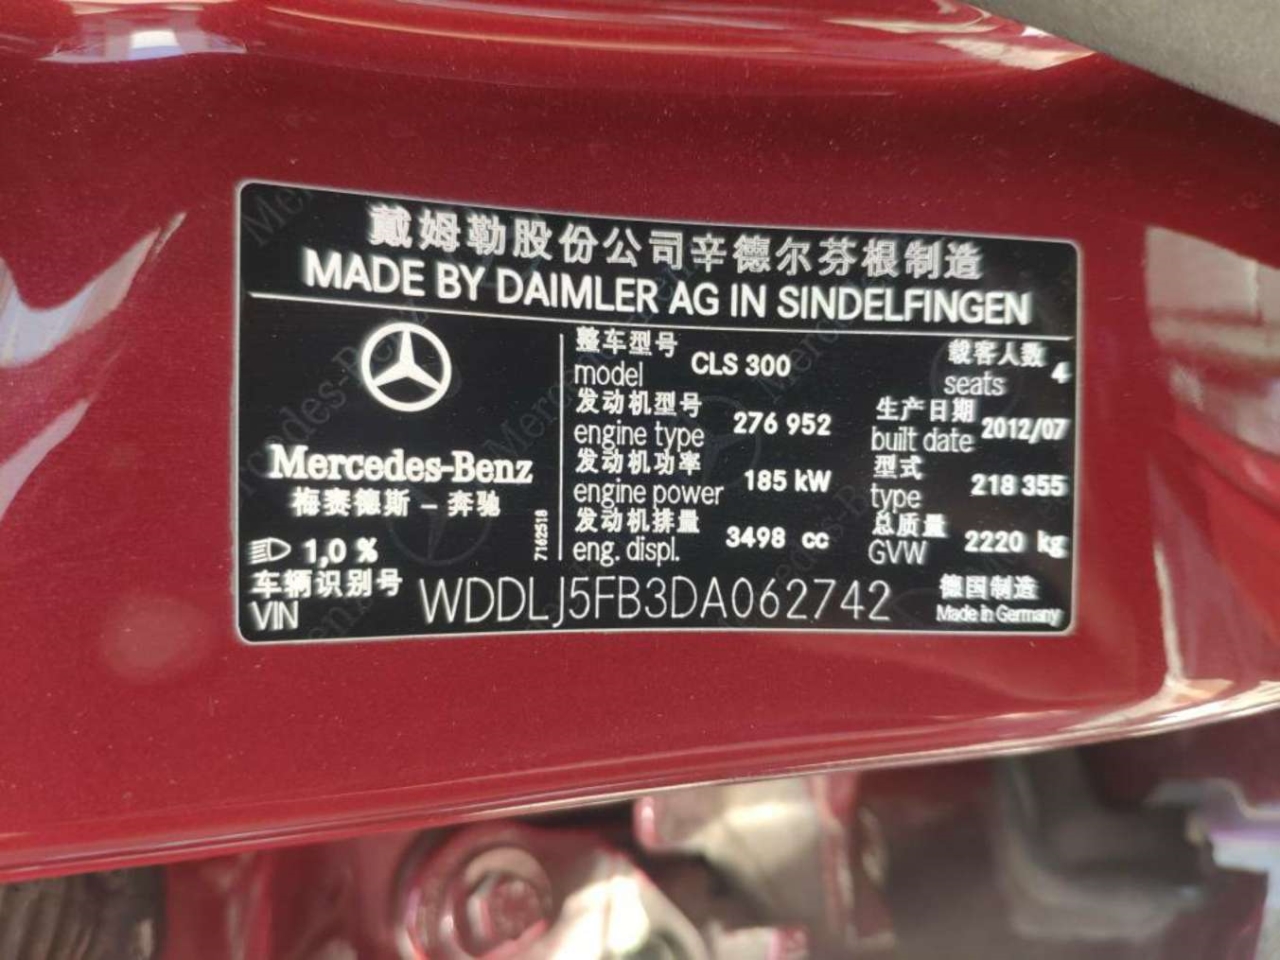 戴姆勒股份公司辛德尔芬根制造
MADE BY DAIMLER AG IN SINDELFINGEN
Mercedes-Benz
梅赛德斯－奔驰
1,0 %
7162518
整车型号
model
CLS 300
载客人数
seats
4
发动机型号
engine type
276 952
生产日期
built date
2012/07
发动机功率
engine power
185 kW
型式
type
218 355
发动机排量
eng. displ.
3498 cc
总质量
GVW
2220 kg
车辆识别号
VIN
WDDLJ5FB3DA062742
德国制造
Made in Germany